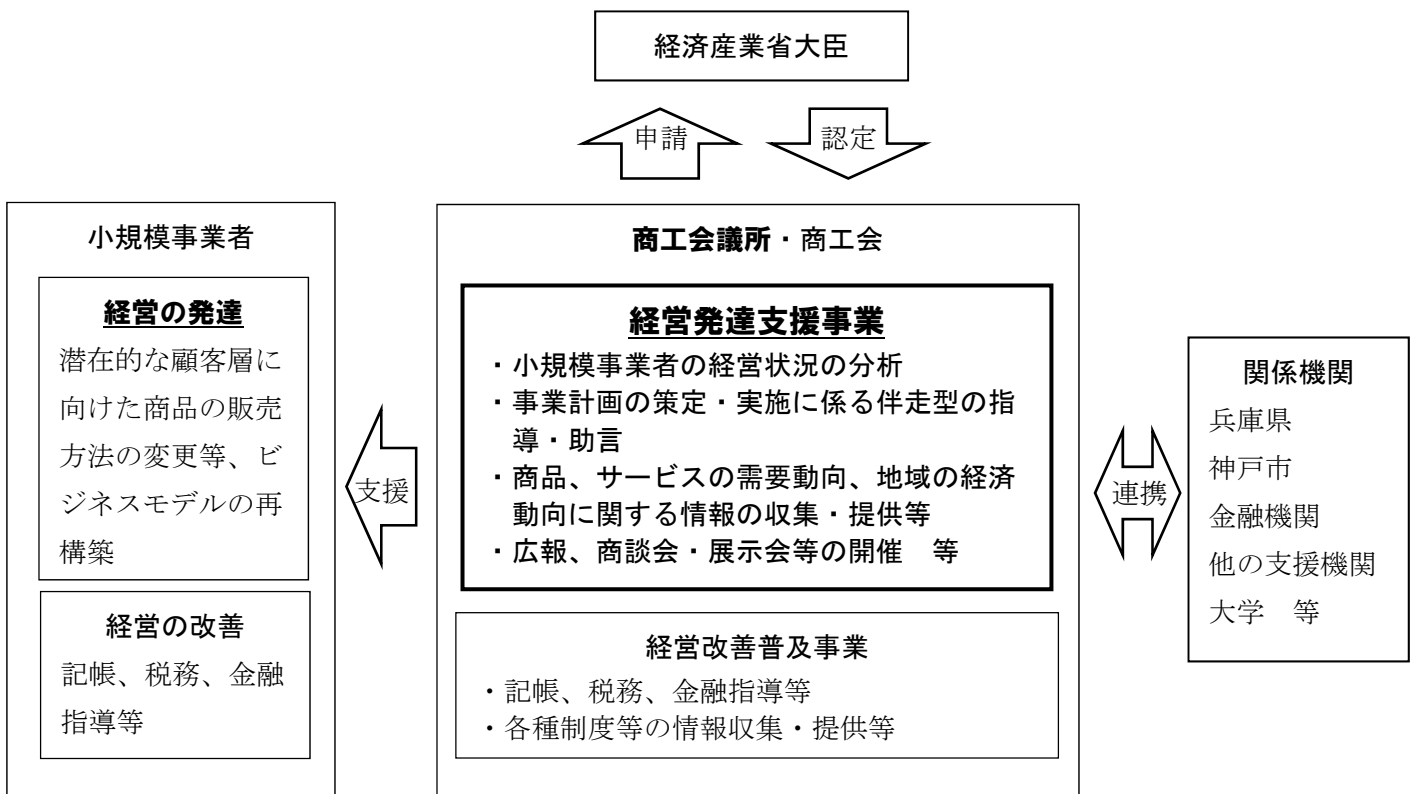 経済産業省大臣
申請
認定
小規模事業者
経営の発達
潜在的な顧客層に
向けた商品の販売
方法の変更等、ビ
ジネスモデルの再
構築
経営の改善
記帳、税務、金融
指導等
支援
商工会議所・商工会
経営発達支援事業
・小規模事業者の経営状況の分析
・事業計画の策定・実施に係る伴走型の指
導・助言
・商品、サービスの需要動向、地域の経済
動向に関する情報の収集・提供等
・広報、商談会・展示会等の開催　等
経営改善普及事業
・記帳、税務、金融指導等
・各種制度等の情報収集・提供等
連携
関係機関
兵庫県
神戸市
金融機関
他の支援機関
大学　等